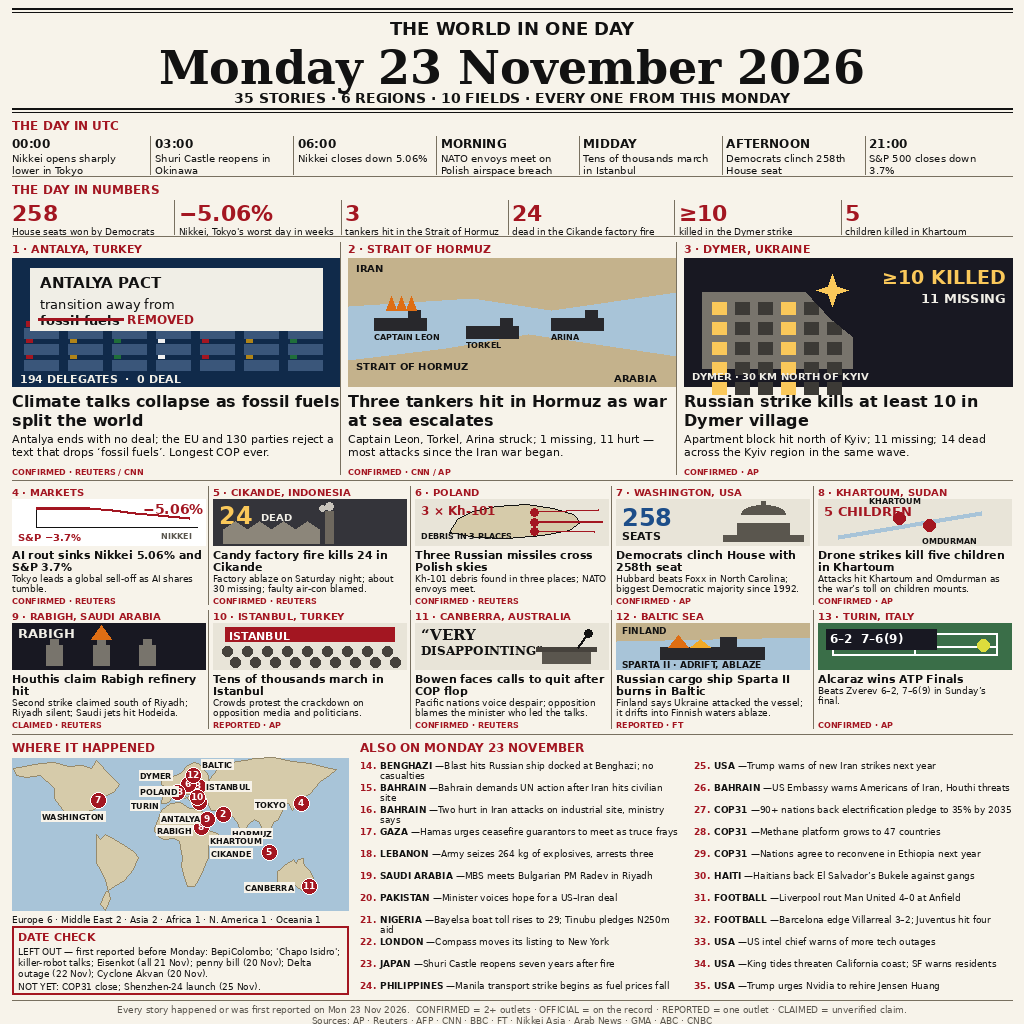 THE WORLD IN ONE DAY
Monday 23 November 2026
35 STORIES · 6 REGIONS · 10 FIELDS · EVERY ONE FROM THIS MONDAY
THE DAY IN UTC
00:00
Nikkei opens sharply
lower in Tokyo
03:00
Shuri Castle reopens in
Okinawa
06:00
Nikkei closes down 5.06%
MORNING
NATO envoys meet on
Polish airspace breach
MIDDAY
Tens of thousands march
in Istanbul
AFTERNOON
Democrats clinch 258th
House seat
21:00
S&P 500 closes down
3.7%
THE DAY IN NUMBERS
258
House seats won by Democrats
−5.06%
Nikkei, Tokyo’s worst day in weeks
3
tankers hit in the Strait of Hormuz
24
dead in the Cikande factory fire
≥10
killed in the Dymer strike
5
children killed in Khartoum
1 · ANTALYA, TURKEY
ANTALYA PACT
transition away from
fossil fuels REMOVED
194 DELEGATES · 0 DEAL
Climate talks collapse as fossil fuels
split the world
Antalya ends with no deal; the EU and 130 parties reject a
text that drops ‘fossil fuels’. Longest COP ever.
CONFIRMED · REUTERS / CNN
2 · STRAIT OF HORMUZ
IRAN
CAPTAIN LEON
TORKEL
ARINA
STRAIT OF HORMUZ
ARABIA
Three tankers hit in Hormuz as war
at sea escalates
Captain Leon, Torkel, Arina struck; 1 missing, 11 hurt —
most attacks since the Iran war began.
CONFIRMED · CNN / AP
3 · DYMER, UKRAINE
≥10 KILLED
11 MISSING
DYMER · 30 KM NORTH OF KYIV
Russian strike kills at least 10 in
Dymer village
Apartment block hit north of Kyiv; 11 missing; 14 dead
across the Kyiv region in the same wave.
CONFIRMED · AP
4 · MARKETS
−5.06%
S&P −3.7%
NIKKEI
AI rout sinks Nikkei 5.06% and
S&P 3.7%
Tokyo leads a global sell-off as AI shares
tumble.
CONFIRMED · REUTERS
5 · CIKANDE, INDONESIA
24 DEAD
Candy factory fire kills 24 in
Cikande
Factory ablaze on Saturday night; about
30 missing; faulty air-con blamed.
CONFIRMED · REUTERS
6 · POLAND
3 × Kh-101
DEBRIS IN 3 PLACES
Three Russian missiles cross
Polish skies
Kh-101 debris found in three places; NATO
envoys meet.
CONFIRMED · REUTERS
7 · WASHINGTON, USA
258
SEATS
Democrats clinch House with
258th seat
Hubbard beats Foxx in North Carolina;
biggest Democratic majority since 1992.
CONFIRMED · AP
8 · KHARTOUM, SUDAN
KHARTOUM
5 CHILDREN
OMDURMAN
Drone strikes kill five children
in Khartoum
Attacks hit Khartoum and Omdurman as
the war’s toll on children mounts.
CONFIRMED · AP
9 · RABIGH, SAUDI ARABIA
RABIGH
Houthis claim Rabigh refinery
hit
Second strike claimed south of Riyadh;
Riyadh silent; Saudi jets hit Hodeida.
CLAIMED · REUTERS
10 · ISTANBUL, TURKEY
ISTANBUL
Tens of thousands march in
Istanbul
Crowds protest the crackdown on
opposition media and politicians.
REPORTED · AP
11 · CANBERRA, AUSTRALIA
“VERY
DISAPPOINTING”
Bowen faces calls to quit after
COP flop
Pacific nations voice despair; opposition
blames the minister who led the talks.
CONFIRMED · REUTERS
12 · BALTIC SEA
FINLAND
SPARTA II · ADRIFT, ABLAZE
Russian cargo ship Sparta II
burns in Baltic
Finland says Ukraine attacked the vessel;
it drifts into Finnish waters ablaze.
REPORTED · FT
13 · TURIN, ITALY
6–2 7–6(9)
Alcaraz wins ATP Finals
Beats Zverev 6–2, 7–6(9) in Sunday’s
final.
CONFIRMED · AP
WHERE IT HAPPENED
BALTIC
DYMER
12
POLAND
ISTANBUL
10
TURIN
7
WASHINGTON
TOKYO
4
ANTALYA
9
2
RABIGH
HORMUZ
KHARTOUM
CIKANDE
5
CANBERRA
11
Europe 6 · Middle East 2 · Asia 2 · Africa 1 · N. America 1 · Oceania 1
DATE CHECK
LEFT OUT — first reported before Monday: BepiColombo; ‘Chapo Isidro’;
killer-robot talks; Eisenkot (all 21 Nov); penny bill (20 Nov); Delta
outage (22 Nov); Cyclone Akvan (20 Nov).
NOT YET: COP31 close; Shenzhen-24 launch (25 Nov).
ALSO ON MONDAY 23 NOVEMBER
14. BENGHAZI —Blast hits Russian ship docked at Benghazi; no
casualties
15. BAHRAIN —Bahrain demands UN action after Iran hits civilian
site
16. BAHRAIN —Two hurt in Iran attacks on industrial site, ministry
says
17. GAZA —Hamas urges ceasefire guarantors to meet as truce frays
18. LEBANON —Army seizes 264 kg of explosives, arrests three
19. SAUDI ARABIA —MBS meets Bulgarian PM Radev in Riyadh
20. PAKISTAN —Minister voices hope for a US–Iran deal
21. NIGERIA —Bayelsa boat toll rises to 29; Tinubu pledges N250m
aid
22. LONDON —Compass moves its listing to New York
23. JAPAN —Shuri Castle reopens seven years after fire
24. PHILIPPINES —Manila transport strike begins as fuel prices fall
25. USA —Trump warns of new Iran strikes next year
26. BAHRAIN —US Embassy warns Americans of Iran, Houthi threats
27. COP31 —90+ nations back electrification pledge to 35% by 2035
28. COP31 —Methane platform grows to 47 countries
29. COP31 —Nations agree to reconvene in Ethiopia next year
30. HAITI —Haitians back El Salvador’s Bukele against gangs
31. FOOTBALL —Liverpool rout Man United 4–0 at Anfield
32. FOOTBALL —Barcelona edge Villarreal 3–2; Juventus hit four
33. USA —US intel chief warns of more tech outages
34. USA —King tides threaten California coast; SF warns residents
35. USA —Trump urges Nvidia to rehire Jensen Huang
Every story happened or was first reported on Mon 23 Nov 2026. CONFIRMED = 2+ outlets · OFFICIAL = on the record · REPORTED = one outlet · CLAIMED = unverified claim.
Sources: AP · Reuters · AFP · CNN · BBC · FT · Nikkei Asia · Arab News · GMA · ABC · CNBC